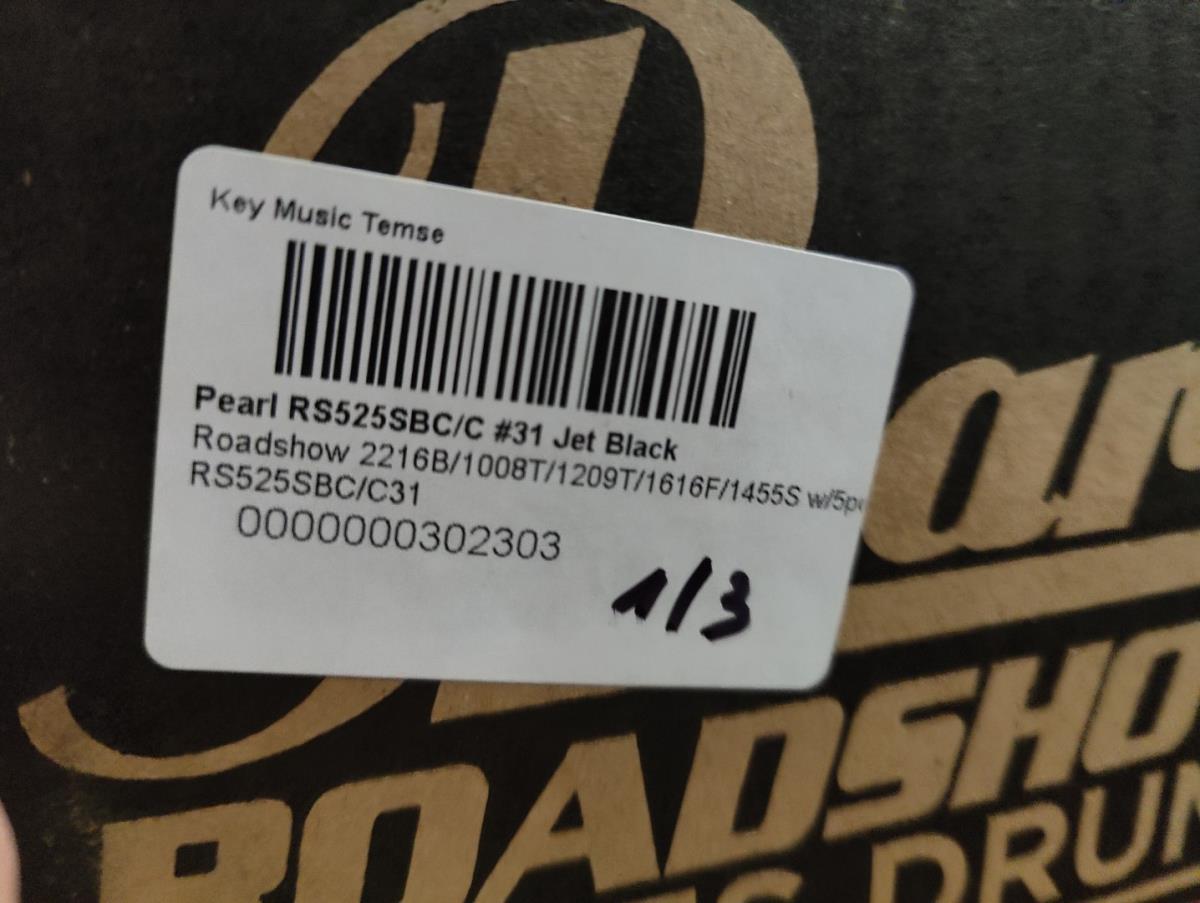 Key Music Temse
Pearl RS525SBC/C #31 Jet Black
Roadshow 2216B/1008T/1209T/1616F/1455S w/5p
RS525SBC/C31
0000000302303
1/3
ROADSHO
DRUM